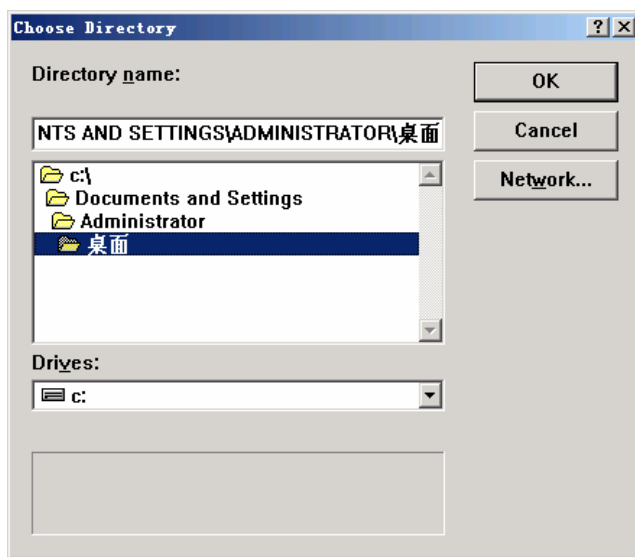 Choose Directory
Directory name:
NTS AND SETTINGS\ADMINISTRATOR\桌面
c:\
Documents and Settings
Administrator
桌面
Drives:
c:
OK
Cancel
Network...